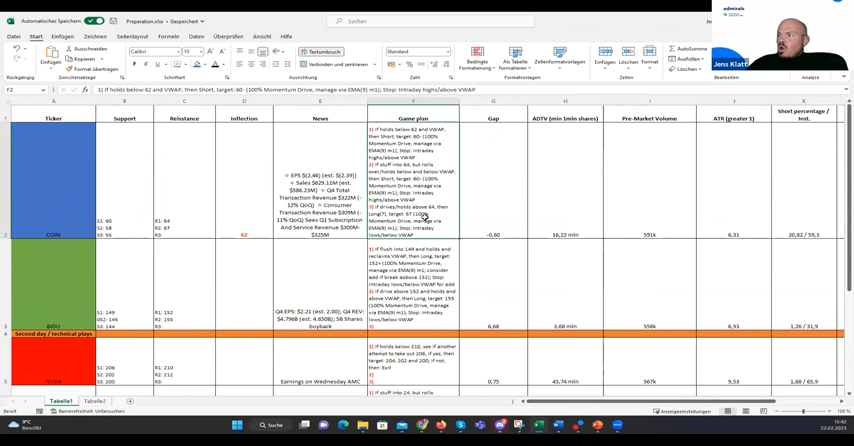 Automatisches Speichern
Preparation.xlsx • Gespeichert
Suchen
admirals
Jens Klatt
Datei Start Einfügen Zeichnen Seitenlayout Formeln Daten Überprüfen Ansicht Hilfe
Rückgängig
Einfügen
Ausschneiden
Kopieren
Calibri 10
F K U
Textumbruch
Verbinden und zentrieren
Standard
Bedingte Formatierung
Einfügen Löschen Format
AutoSumme
Ausfüllen
Löschen
Zwischenablage Schriftart Ausrichtung Zahl Formatvorlagen Zellen Analyse
F2
1) If holds below 62 and VWAP, then Short, target: 60- (100% Momentum Drive, manage via EMA(9) m1); Stop: Intraday highs/above VWAP
A B C D E F G H I J K
1 Ticker Support Reistance Inflection News Game plan Gap ADTV (min 1mln shares) Pre-Market Volume ATR (greater 1) Short percentage / Inst.
1) If holds below 62 and VWAP,
then Short, target: 60- (100%
Momentum Drive, manage via
EMA(9) m1); Stop: Intraday
highs/above VWAP
2) if stuff into 64, but rolls
over/holds below and below VWAP,
then Short, target: 60- (100%
Momentum Drive, manage via
EMA(9) m1); Stop: Intraday
highs/above VWAP
3) if drives/holds above 64, then
Long(?), target: 67 (100%
Momentum Drive, manage via
EMA(9) m1); Stop: Intraday
lows/below VWAP
EPS $(2.46) (est. $(2.39))
Sales $629.11M (est.
$586.23M) Q4 Total
Transaction Revenue $322M (-
12% QoQ) Consumer
Transaction Revenue $309M (-
11% QoQ) Sees Q1 Subscription
And Service Revenue $300M-
$325M
S1: 60
S2: 58
S3: 56
R1: 64
R2: 67
R3:
2 COIN 62 -0,60 16,22 mln 591k 6,31 20,82 / 59,3
1) If flush into 149 and holds and
reclaims VWAP, then Long, target:
152+ (100% Momentum Drive,
manage via EMA(9) m1; consider
add if break aobove 152); Stop:
Intraday lows/below VWAP for add
2) if drive above 152 and holds and
above VWAP, then Long, target: 155
(100% Momentum Drive, manage
via EMA(9) m1); Stop: Intraday
lows/below VWAP
3)
Q4 EPS: $2.21 (est. 2.00); Q4 REV:
$4.796B (est. 4.650B); 5B Shares
buyback
S1: 149
0S2: 146
S3: 144
R1: 152
R2: 155
R3:
3 BIDU 6,68 3,68 mln 558k 6,93 1,26 / 31,9
4 Second day / technical plays
1) If holds below 210, see if another
attempt to take out 206, if yes, then
target: 204, 202 and 200, if not,
then: Exit
2)
3)
S1: 206
S2: 202
S3: 200
R1: 210
R2: 212
R3:
5 NVDA Earnings on Wednesday AMC 0,75 45,74 mln 567k 9,53 1,68 / 65,9
1) if stuff into 24, but rolls
Tabelle1 Tabelle2
Bereit Barrierefreiheit: Untersuchen Anzeigeeinstellungen
9°C
Bewölkt
Suche
15:42
22.02.2023